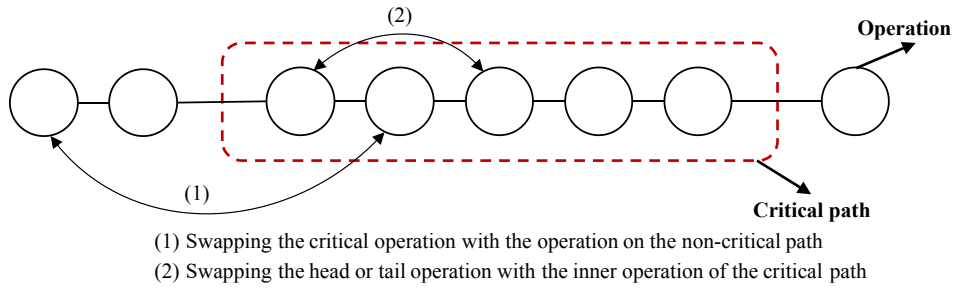 (2)
Operation
(1)
Critical path
(1) Swapping the critical operation with the operation on the non-critical path
(2) Swapping the head or tail operation with the inner operation of the critical path